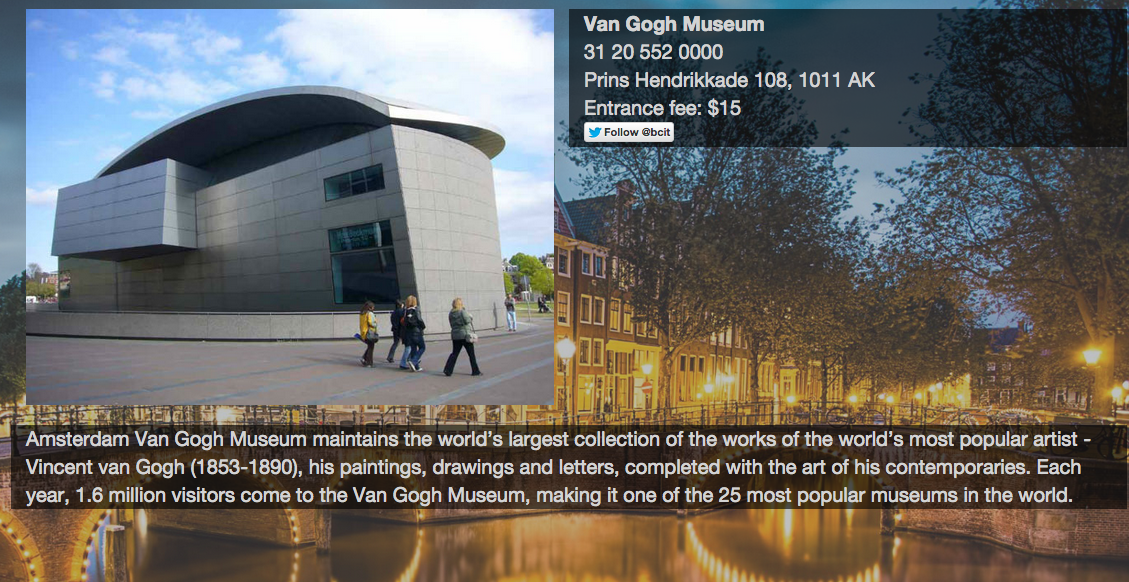 Van Gogh Museum
31 20 552 0000
Prins Hendrikkade 108, 1011 AK
Entrance fee: $15
Follow @bcit
Amsterdam Van Gogh Museum maintains the world’s largest collection of the works of the world’s most popular artist -
Vincent van Gogh (1853-1890), his paintings, drawings and letters, completed with the art of his contemporaries. Each
year, 1.6 million visitors come to the Van Gogh Museum, making it one of the 25 most popular museums in the world.